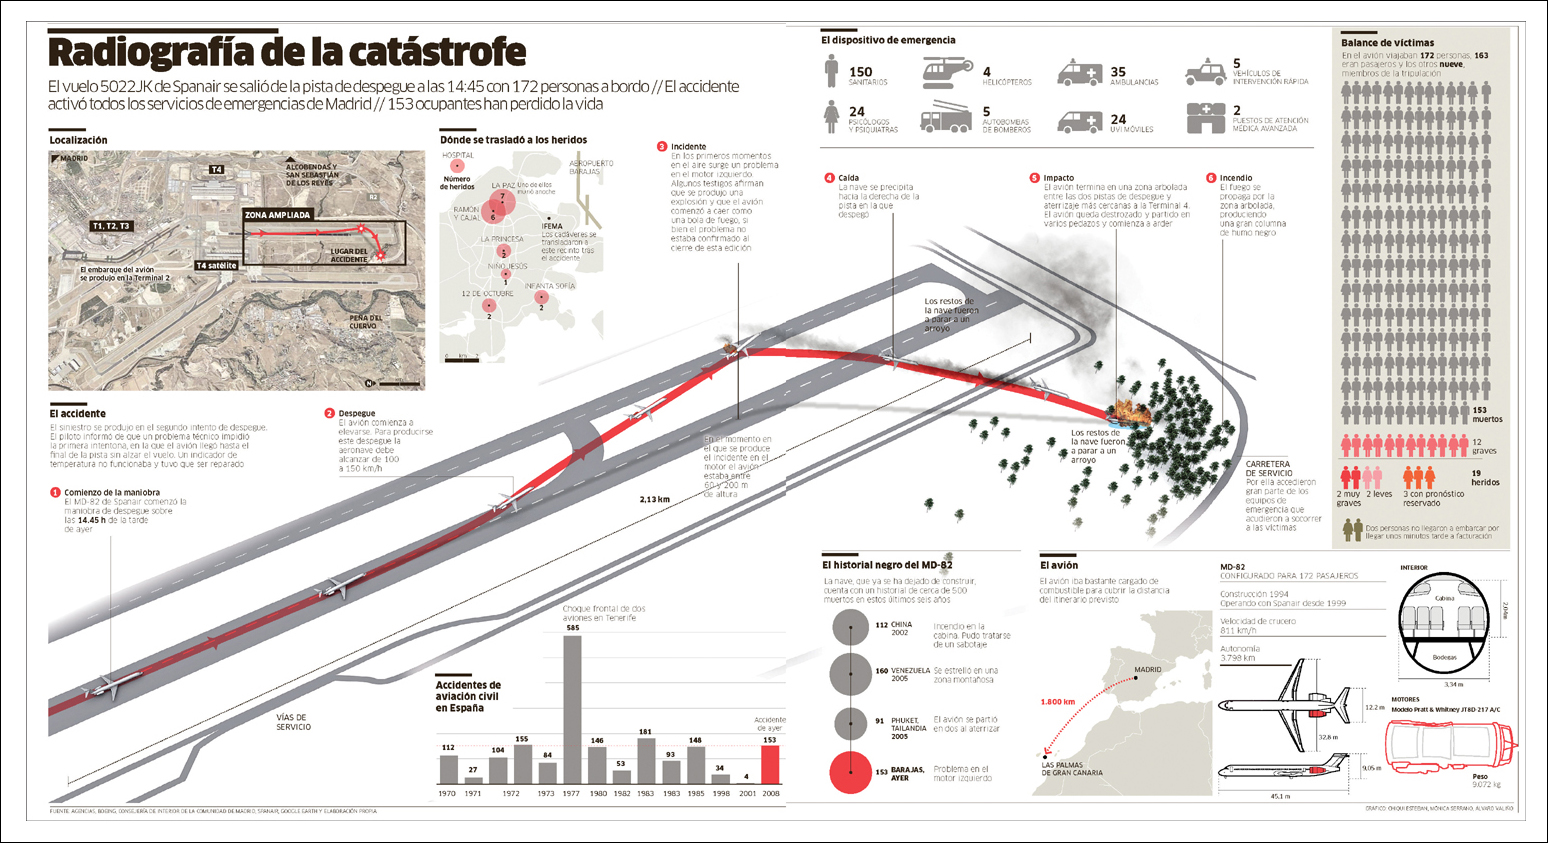 Radiografía de la catástrofe
El vuelo 5022JK de Spanair se salió de la pista de despegue a las 14:45 con 172 personas a bordo // El accidente
activó todos los servicios de emergencias de Madrid // 153 ocupantes han perdido la vida
Localización
MADRID
T4
ALCOBENDAS Y
SAN SEBASTIÁN
DE LOS REYES
R2
ZONA AMPLIADA
T1, T2, T3
LUGAR DEL
ACCIDENTE
T4 satélite
El embarque del avión
se produjo en la Terminal 2
PEÑA DEL
CUERVO
N
Dónde se trasladó a los heridos
HOSPITAL
Número
de heridos
AEROPUERTO
BARAJAS
LA PAZ Uno de ellos
murió anoche
7
RAMÓN
Y CAJAL
6
IFEMA
Los cadáveres se
transladaron a
este recinto tras
el accidente
LA PRINCESA
NIÑO JESÚS
1
12 DE OCTUBRE
2
INFANTA SOFÍA
2
El accidente
El siniestro se produjo en el segundo intento de despegue.
El piloto informó de que un problema técnico impidió
la primera intentona, en la que el avión llegó hasta el
final de la pista sin alzar el vuelo. Un indicador de
temperatura no funcionaba y tuvo que ser reparado
1 Comienzo de la maniobra
El MD-82 de Spanair comenzó la
maniobra de despegue sobre
las 14.45 h de la tarde
de ayer
2 Despegue
El avión comienza a
elevarse. Para producirse
este despegue la
aeronave debe
alcanzar de 100
a 150 km/h
3 Incidente
En los primeros momentos
en el aire surge un problema
en el motor izquierdo.
Algunos testigos afirman
que se produjo una
explosión y que el avión
comenzó a caer como
una bola de fuego, si
bien el problema no
estaba confirmado al
cierre de esta edición
En el momento en
el que se produce
el incidente en el
motor el avión
estaba entre
60 y 200 m
de altura
2,13 km
VÍAS DE
SERVICIO
4 Caída
La nave se precipita
hacia la derecha de la
pista en la que
despegó
5 Impacto
El avión termina en una zona arbolada
entre las dos pistas de despegue y
aterrizaje más cercanas a la Terminal 4.
El avión queda destrozado y partido en
varios pedazos y comienza a arder
6 Incendio
El fuego se
propaga por la
zona arbolada,
produciendo
una gran columna
de humo negro
Los restos de
la nave fueron
a parar a un
arroyo
Los restos de
la nave fueron
a parar a un
arroyo
CARRETERA
DE SERVICIO
Por ella accedieron
gran parte de los
equipos de
emergencia que
acudieron a socorrer
a las víctimas
El dispositivo de emergencia
150
SANITARIOS
4
HELICÓPTEROS
35
AMBULANCIAS
5
VEHÍCULOS DE
INTERVENCIÓN RÁPIDA
24
PSICÓLOGOS
Y PSIQUIATRAS
5
AUTOBOMBAS
DE BOMBEROS
24
UVI MÓVILES
2
PUESTOS DE ATENCIÓN
MÉDICA AVANZADA
Balance de víctimas
En el avión viajaban 172 personas, 163
eran pasajeros y los otros nueve,
miembros de la tripulación
153
muertos
12
graves
19
heridos
2 muy
graves
2 leves
3 con pronóstico
reservado
Dos personas no llegaron a embarcar por
llegar unos minutos tarde a facturación
Accidentes de
aviación civil
en España
Choque frontal de dos
aviones en Tenerife
Accidente
de ayer
112 27 104 155 84 585 146 53 181 93 148 34 4 153
1970 1971 1972 1973 1977 1980 1982 1983 1983 1985 1998 2001 2008
El historial negro del MD-82
La nave, que ya se ha dejado de construir,
cuenta con un historial de cerca de 500
muertos en estos últimos seis años
112 CHINA
2002
Incendio en la
cabina. Pudo tratarse
de un sabotaje
160 VENEZUELA
2005
Se estrelló en una
zona montañosa
91 PHUKET,
TAILANDIA
2005
El avión se partió
en dos al aterrizar
153 BARAJAS,
AYER
Problema en el
motor izquierdo
El avión
El avión iba bastante cargado de
combustible para cubrir la distancia
del itinerario previsto
MADRID
1.800 km
LAS PALMAS
DE GRAN CANARIA
MD-82
CONFIGURADO PARA 172 PASAJEROS
Construcción 1994
Operando con Spanair desde 1999
Velocidad de crucero
811 km/h
Autonomía
3.798 km
INTERIOR
Cabina
Bodegas
2,04m
3,34 m
12.2 m
32,8 m
9,05 m
45.1 m
MOTORES
Modelo Pratt & Whitney JT8D-217 A/C
Peso
9.072 kg
FUENTE: AGENCIAS, BOEING, CONSEJERÍA DE INTERIOR DE LA COMUNIDAD DE MADRID, SPANAIR, GOOGLE EARTH Y ELABORACIÓN PROPIA
GRÁFICO: CHIQUI ESTEBAN, MÓNICA SERRANO, ÁLVARO VALIÑO